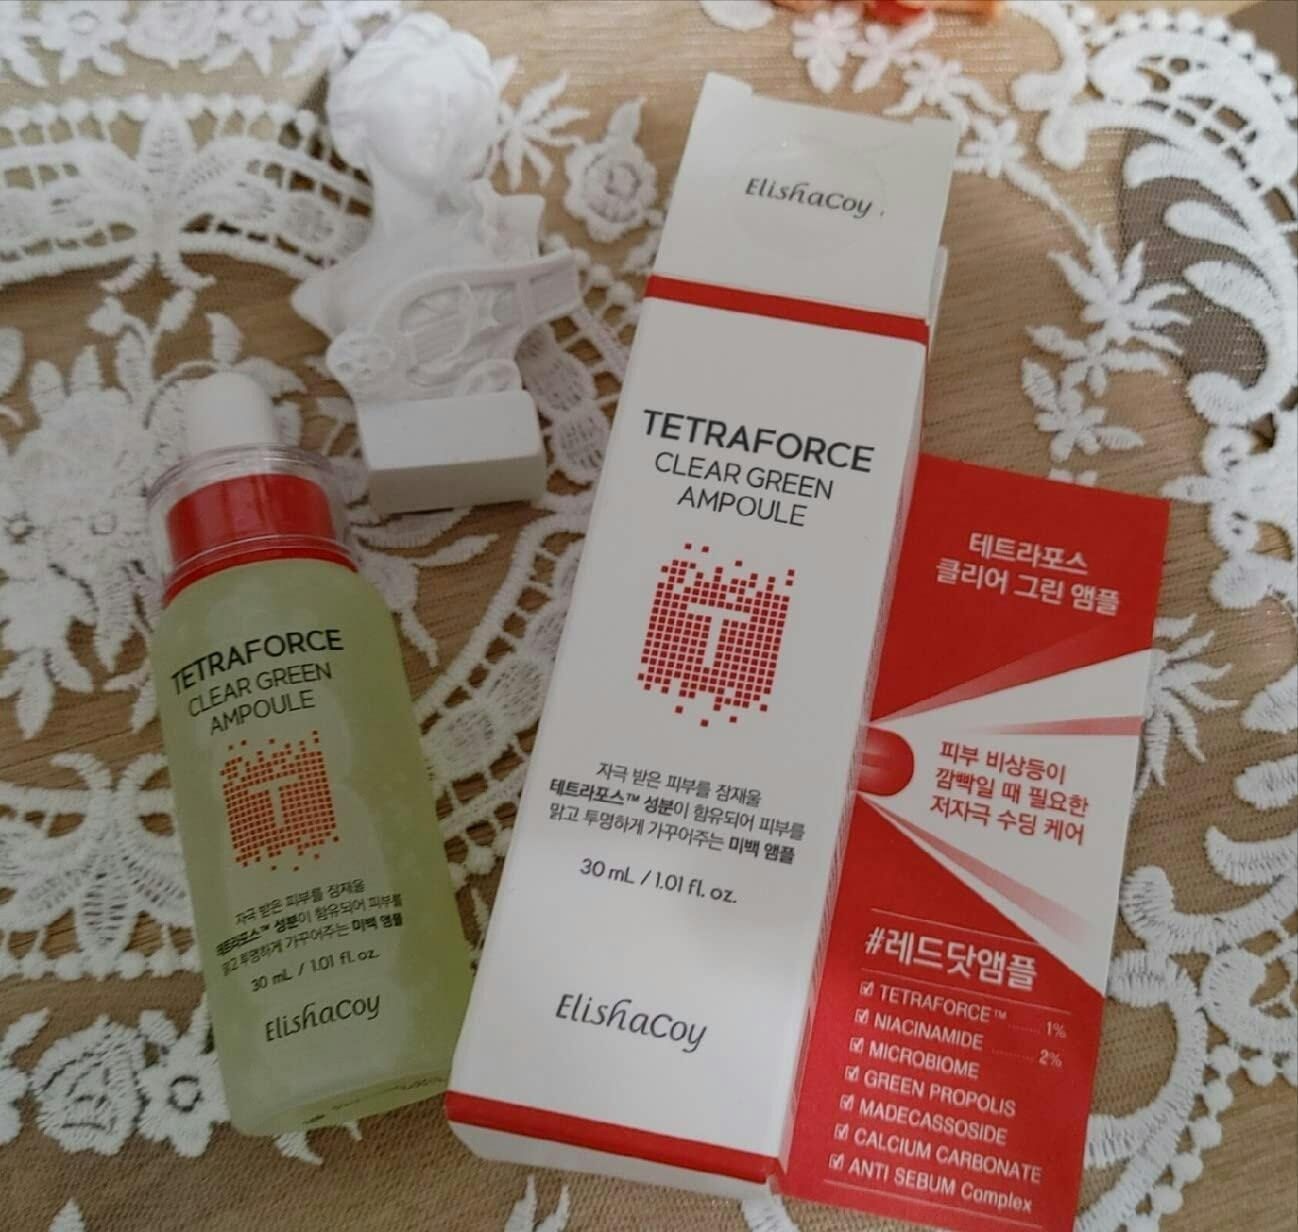 TETRAFORCE
CLEAR GREEN
AMPOULE
T
자극 받은 피부를 잠재울
테트라포스™ 성분이 함유되어 피부를
맑고 투명하게 가꾸어주는 미백 앰플
30 mL / 1.01 fl. oz.
ElishaCoy
ElishaCoy
TETRAFORCE
CLEAR GREEN
AMPOULE
T
자극 받은 피부를 잠재울
테트라포스™ 성분이 함유되어 피부를
맑고 투명하게 가꾸어주는 미백 앰플
30 mL / 1.01 fl. oz.
ElishaCoy
테트라포스
클리어 그린 앰플
피부 비상등이
깜빡일 때 필요한
저자극 수딩 케어
#레드닷앰플
☑ TETRAFORCE™ ........ 1%
☑ NIACINAMIDE .......... 2%
☑ MICROBIOME
☑ GREEN PROPOLIS
☑ MADECASSOSIDE
☑ CALCIUM CARBONATE
☑ ANTI SEBUM Complex